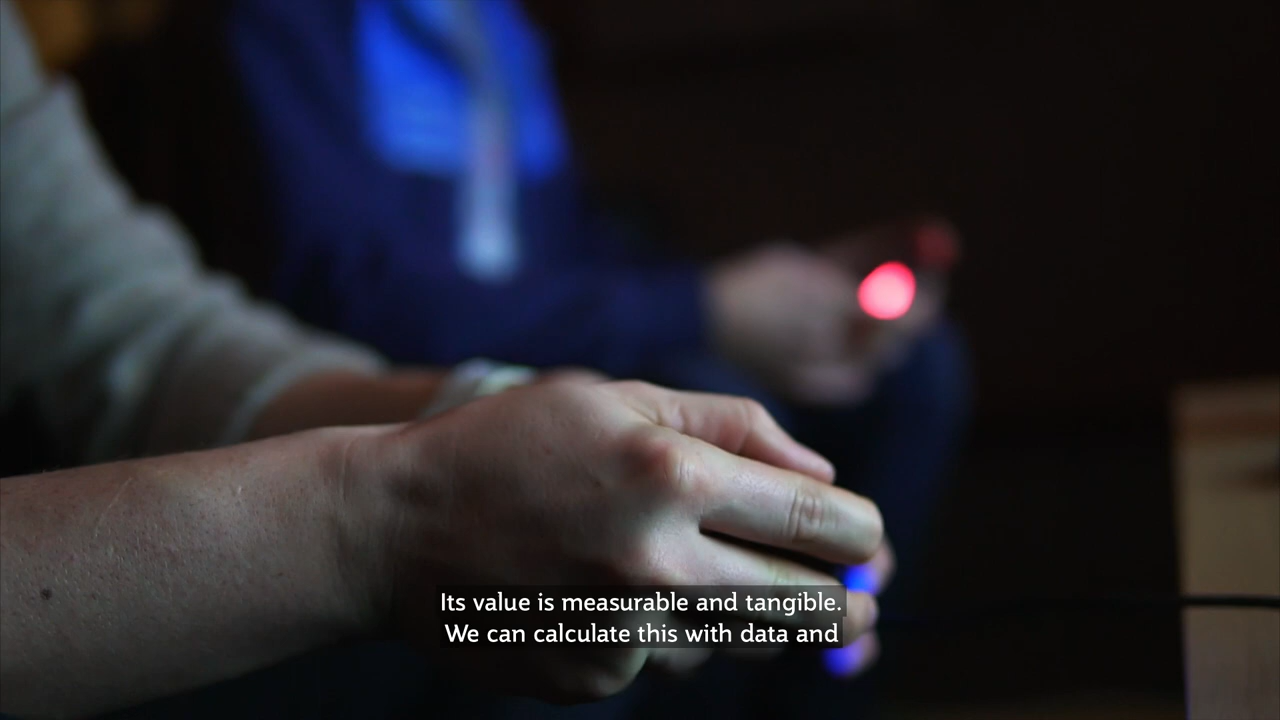 Its value is measurable and tangible.
We can calculate this with data and